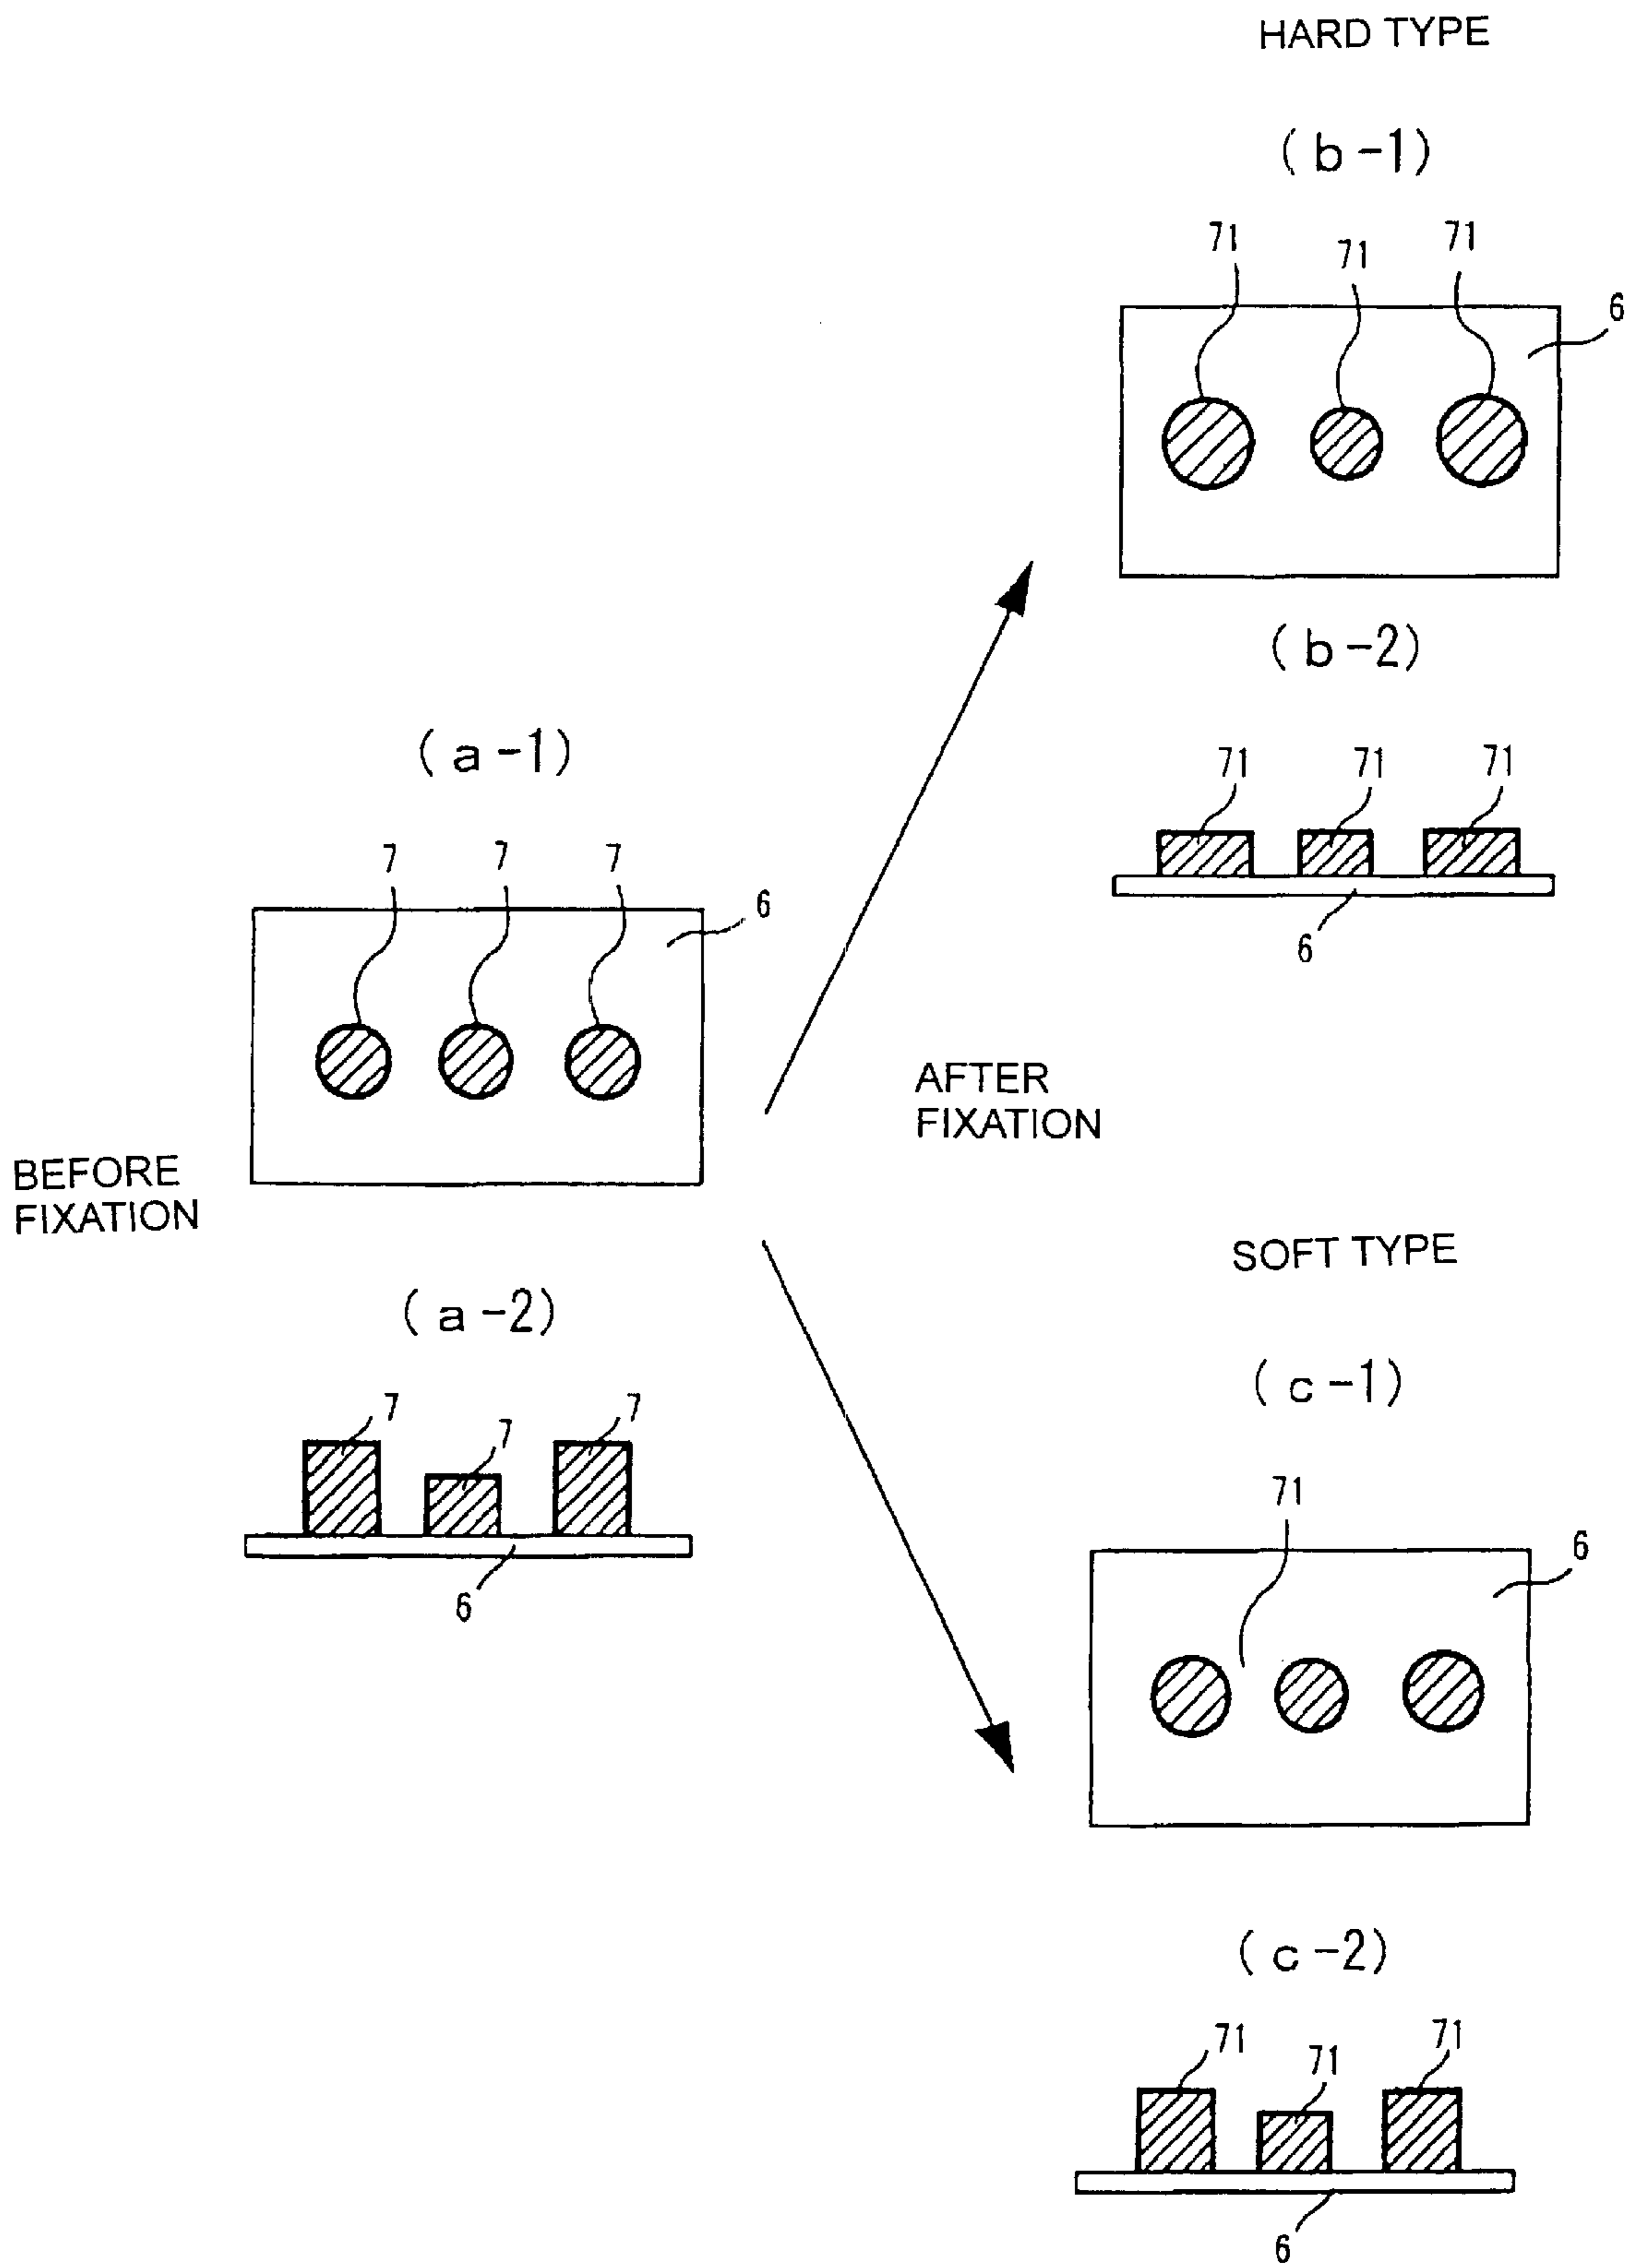 HARD TYPE
(b-1)
71 71 71
6
(b-2)
71 71 71
6
(a-1)
7 7 7
6
AFTER
FIXATION
BEFORE
FIXATION
(a-2)
7 7 7
6
SOFT TYPE
(c-1)
71
6
(c-2)
71 71 71
6